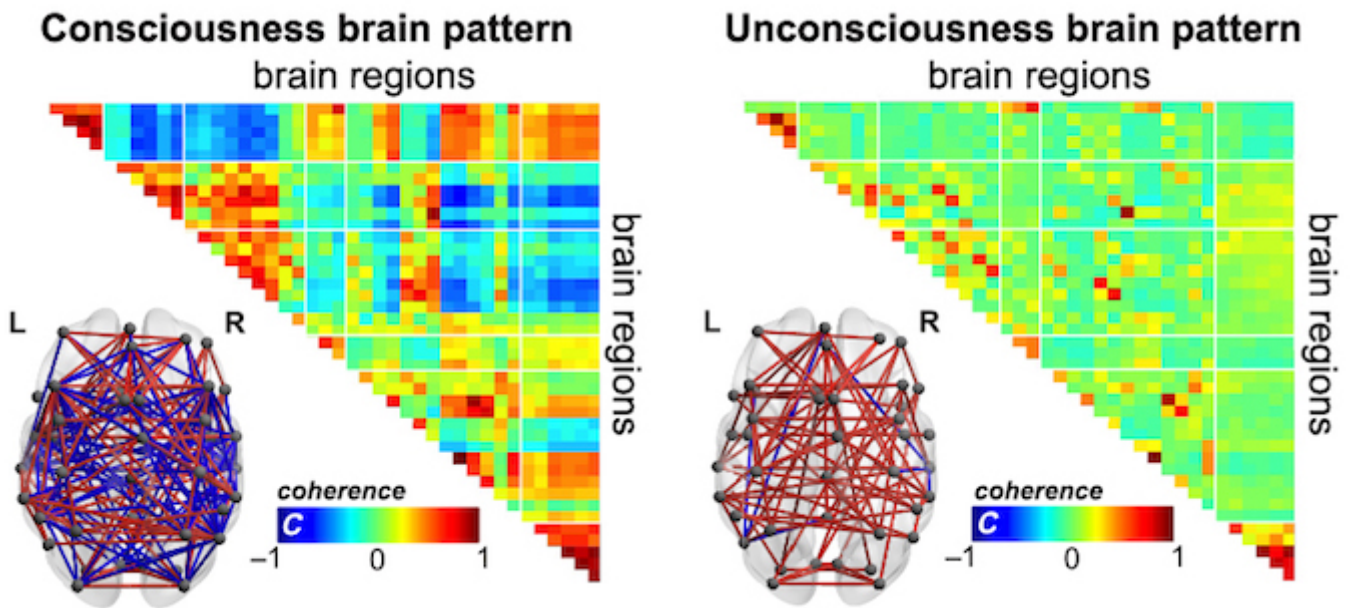 Consciousness brain pattern
brain regions
brain regions
L
R
coherence
C
−1
0
1
Unconsciousness brain pattern
brain regions
brain regions
L
R
coherence
C
−1
0
1